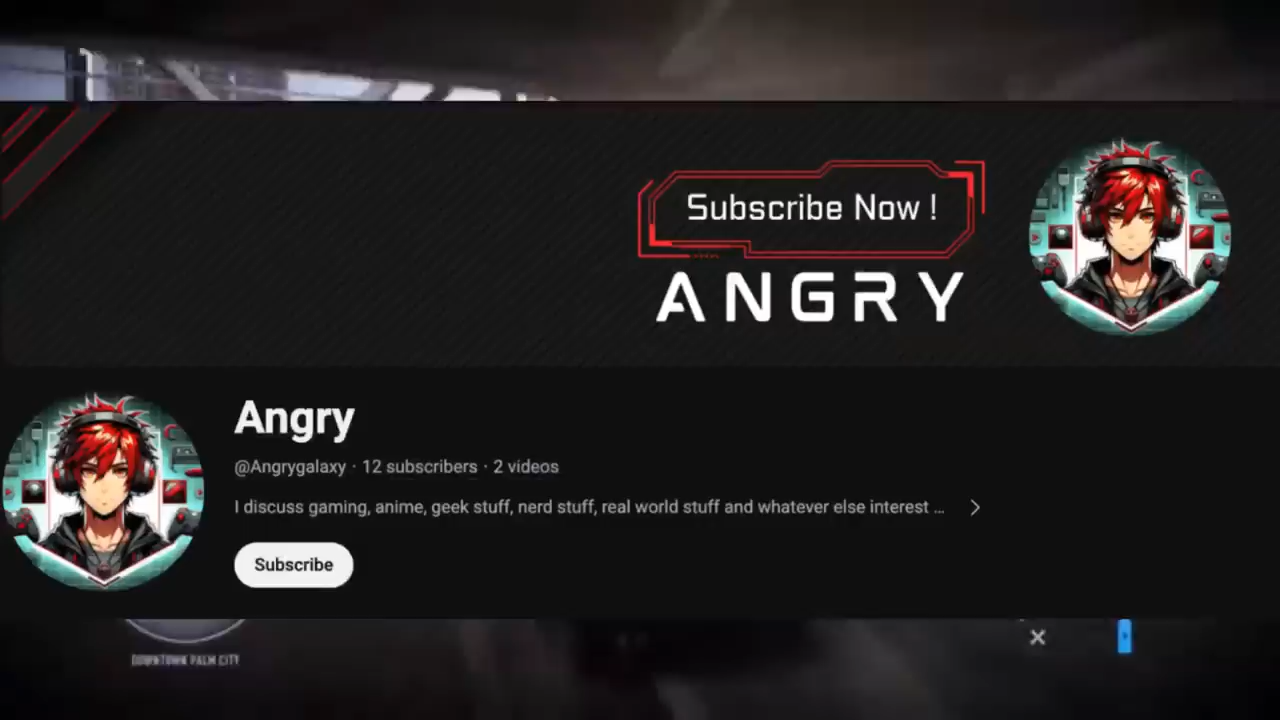 Subscribe Now !
ANGRY
Angry
@Angrygalaxy · 12 subscribers · 2 videos
I discuss gaming, anime, geek stuff, nerd stuff, real world stuff and whatever else interest ...
Subscribe
DOWNTOWN PALM CITY